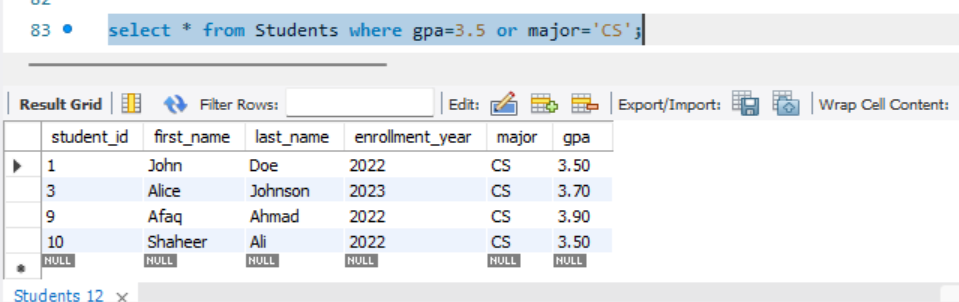 82
83 select * from Students where gpa=3.5 or major='CS';
Result Grid Filter Rows: Edit: Export/Import: Wrap Cell Content:
student_id first_name last_name enrollment_year major gpa
1 John Doe 2022 CS 3.50
3 Alice Johnson 2023 CS 3.70
9 Afaq Ahmad 2022 CS 3.90
10 Shaheer Ali 2022 CS 3.50
NULL NULL NULL NULL NULL NULL
Students 12